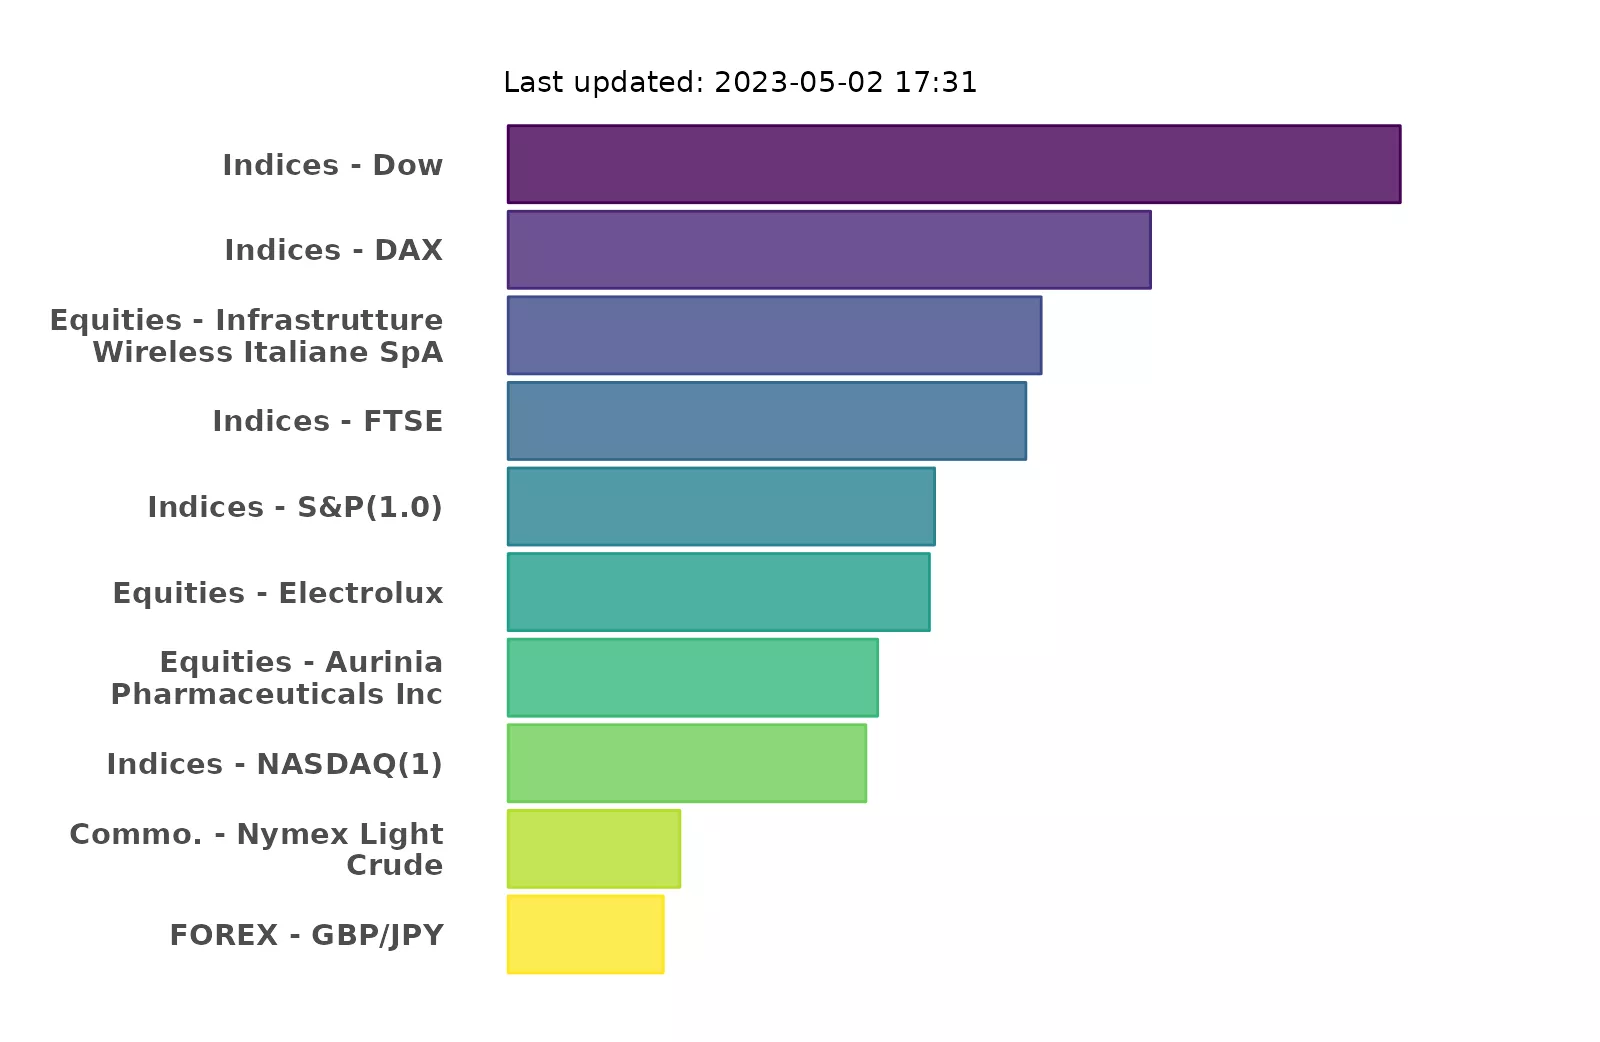 Last updated: 2023-05-02 17:31
Indices - Dow
Indices - DAX
Equities - Infrastrutture
Wireless Italiane SpA
Indices - FTSE
Indices - S&P(1.0)
Equities - Electrolux
Equities - Aurinia
Pharmaceuticals Inc
Indices - NASDAQ(1)
Commo. - Nymex Light
Crude
FOREX - GBP/JPY